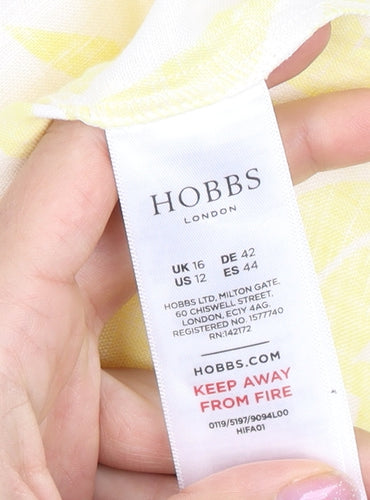 HOBBS
LONDON
UK 16 DE 42
US 12 ES 44
HOBBS LTD, MILTON GATE,
60 CHISWELL STREET,
LONDON, EC1Y 4AG.
REGISTERED NO. 1577740
RN:142172
HOBBS.COM
KEEP AWAY
FROM FIRE
0119/5197/9094L00
HIFA01